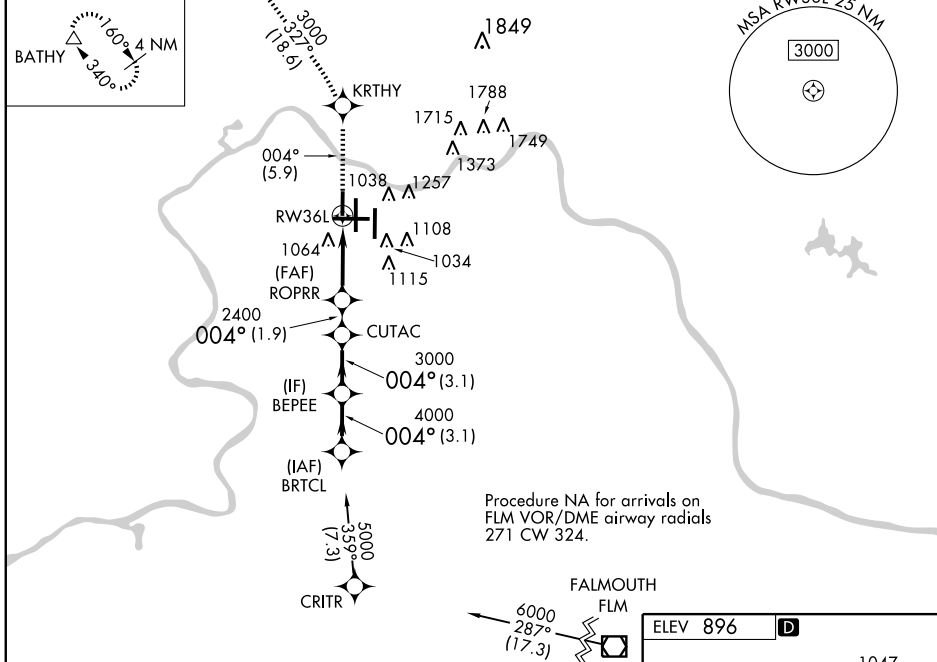 160°
4 NM
BATHY
340°
3000
327°
(18.6)
1849
MSA RW36L 25 NM
3000
KRTHY
1788
1715
1749
1373
004°
(5.9)
1038
1257
RW36L
1108
1064
1034
1115
(FAF)
ROPRR
2400
004° (1.9)
CUTAC
3000
004° (3.1)
(IF)
BEPEE
4000
004° (3.1)
(IAF)
BRTCL
5000
359°
(7.3)
Procedure NA for arrivals on
FLM VOR/DME airway radials
271 CW 324.
CRITR
FALMOUTH
FLM
6000
287°
(17.3)
ELEV 896 D
1047